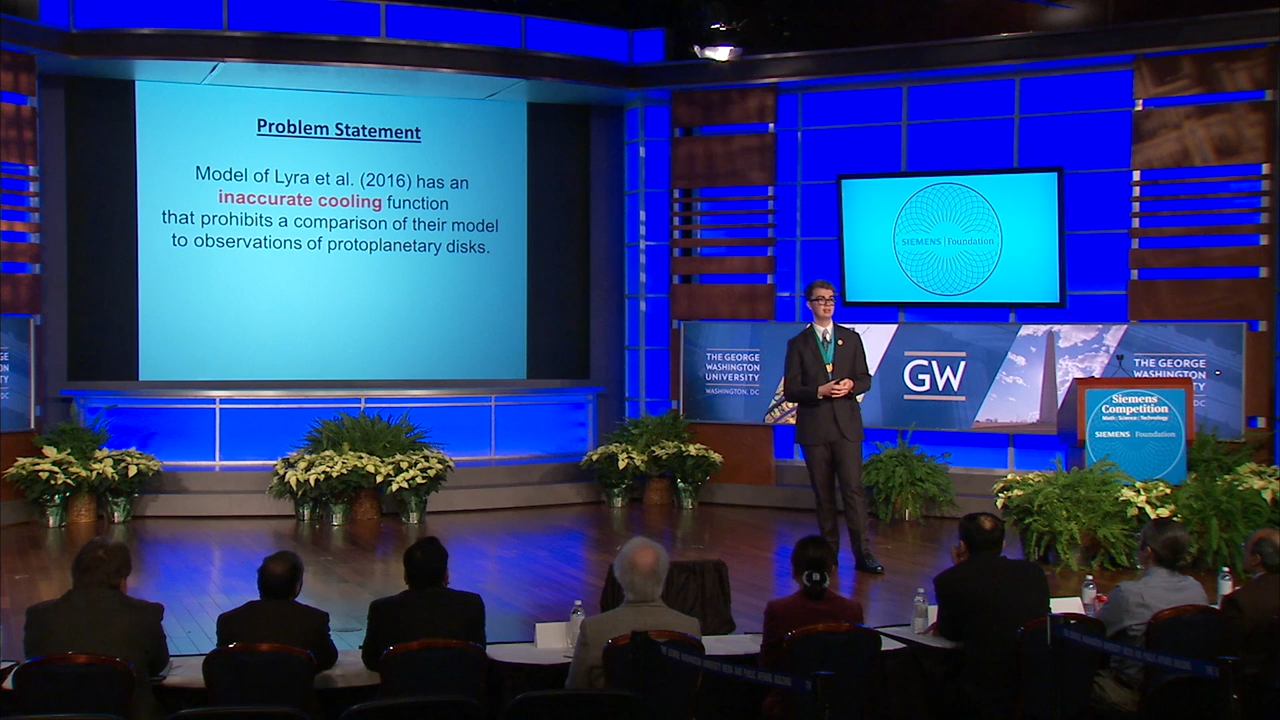 Problem Statement
Model of Lyra et al. (2016) has an
inaccurate cooling function
that prohibits a comparison of their model
to observations of protoplanetary disks.
SIEMENS | Foundation
THE GEORGE
WASHINGTON
UNIVERSITY
WASHINGTON, DC
GW
THE GEORGE
WASHINGTON
Siemens
Competition
Math | Science | Technology
SIEMENS | Foundation